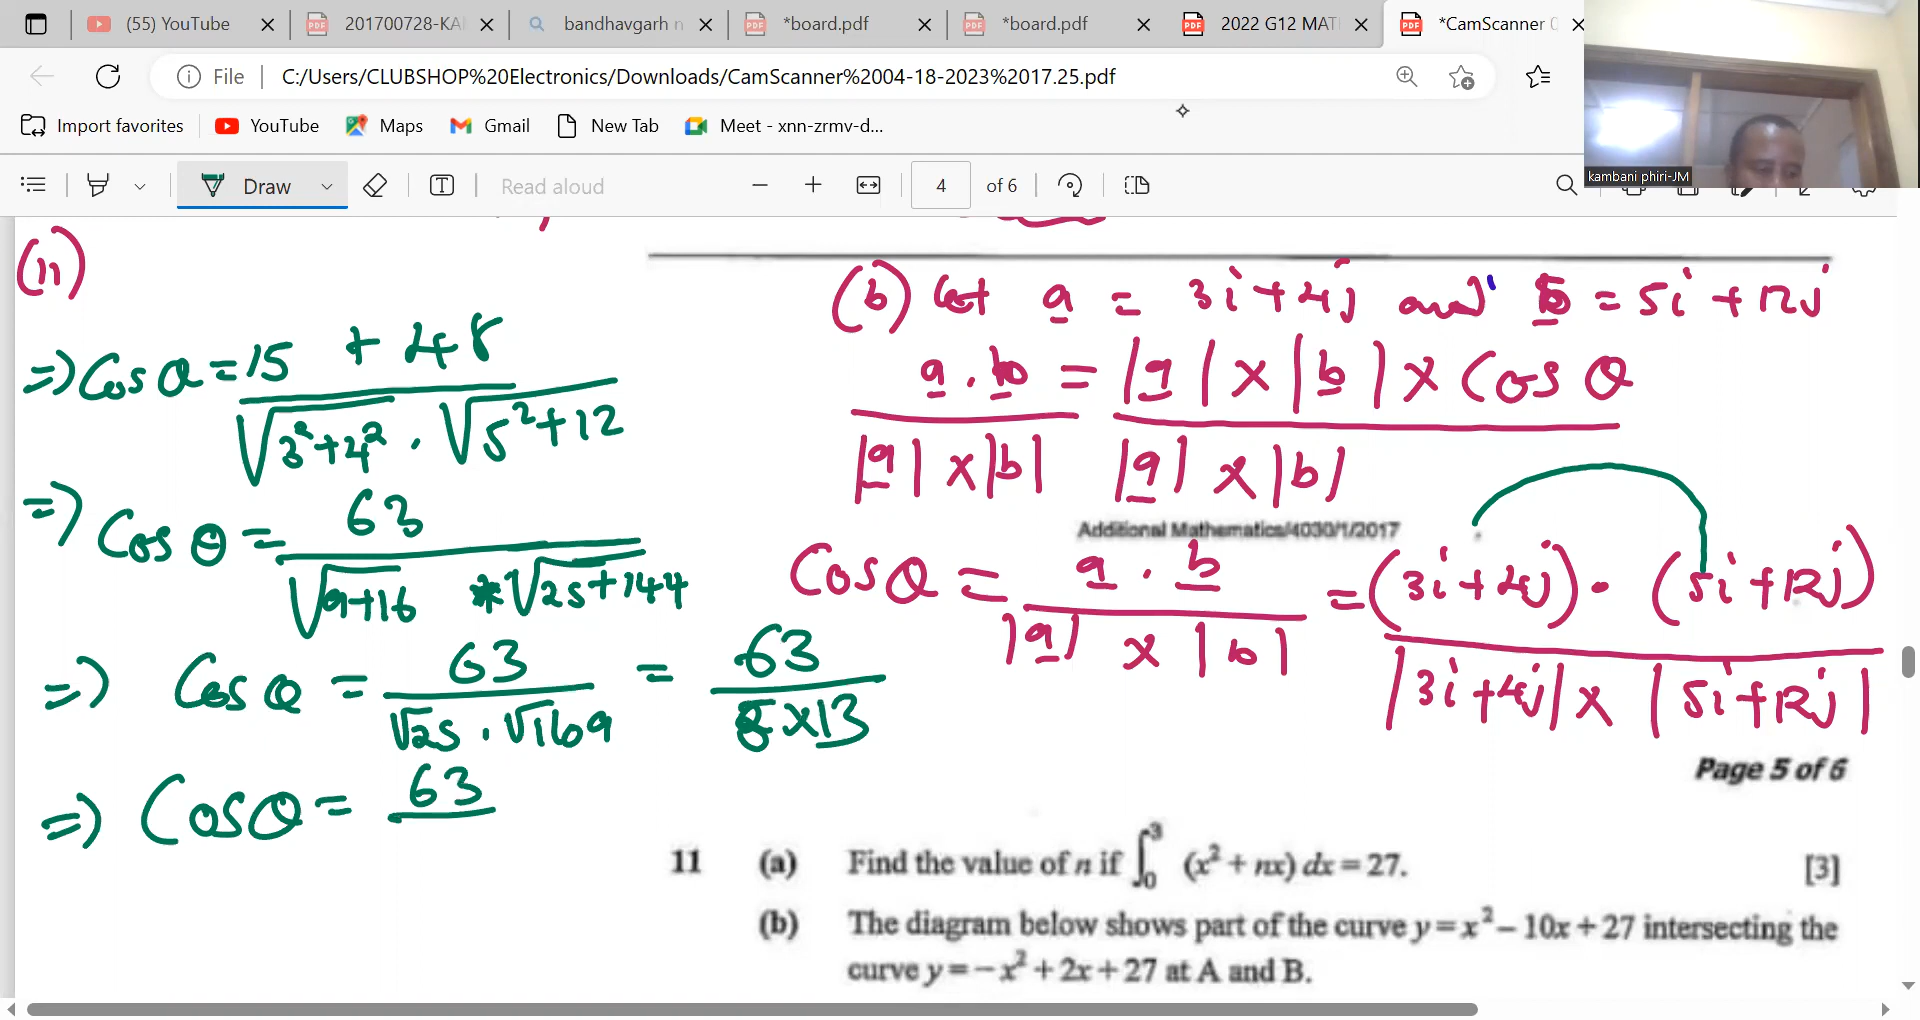 (55) YouTube
201700728-KA
bandhavgarh n
*board.pdf
*board.pdf
2022 G12 MAT
*CamScanner 0
File
C:/Users/CLUBSHOP%20Electronics/Downloads/CamScanner%2004-18-2023%2017.25.pdf
Import favorites
YouTube
Maps
Gmail
New Tab
Meet - xnn-zrmv-d...
kambani phiri-JM
Draw
Read aloud
4 of 6
(ii)
(b) Let a = 3i+4j and b = 5i+12j
a . b = |a| x |b| x Cos θ
|a| x |b| |a| x |b|
Additional Mathematics/4030/1/2017
Cos θ = a . b = (3i+4j) . (5i+12j)
|a| x |b| |3i+4j| x |5i+12j|
=> Cos θ = 15 + 48
√3²+4² . √5²+12
=> Cos θ = 63
√9+16 *√25+144
=> Cos θ = 63 = 63
√25 . √169 5x13
=> Cos θ = 63
Page 5 of 6
11 (a) Find the value of n if ∫₀³ (x² + nx) dx = 27. [3]
(b) The diagram below shows part of the curve y = x² – 10x + 27 intersecting the
curve y = –x² + 2x + 27 at A and B.